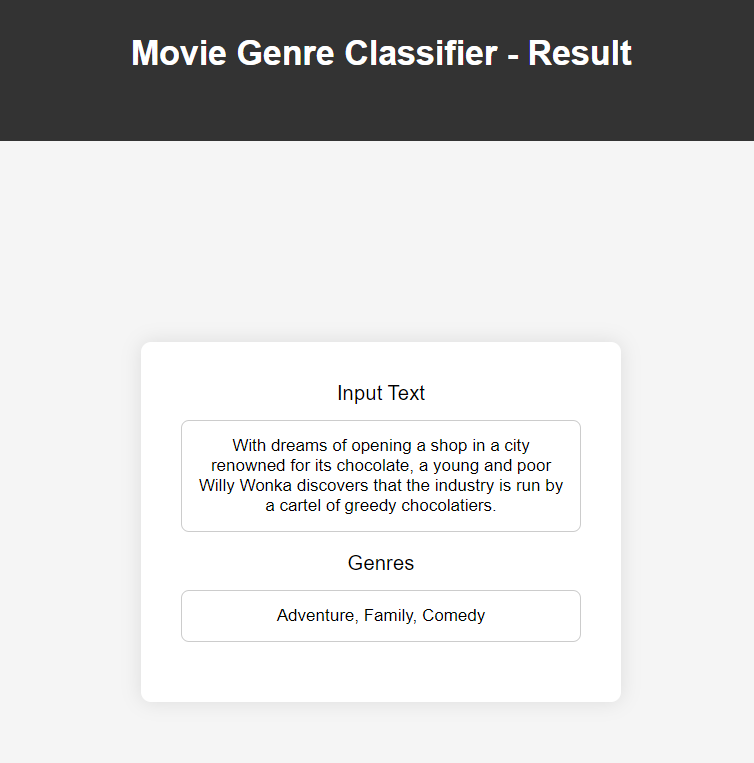 Movie Genre Classifier - Result
Input Text
With dreams of opening a shop in a city
renowned for its chocolate, a young and poor
Willy Wonka discovers that the industry is run by
a cartel of greedy chocolatiers.
Genres
Adventure, Family, Comedy